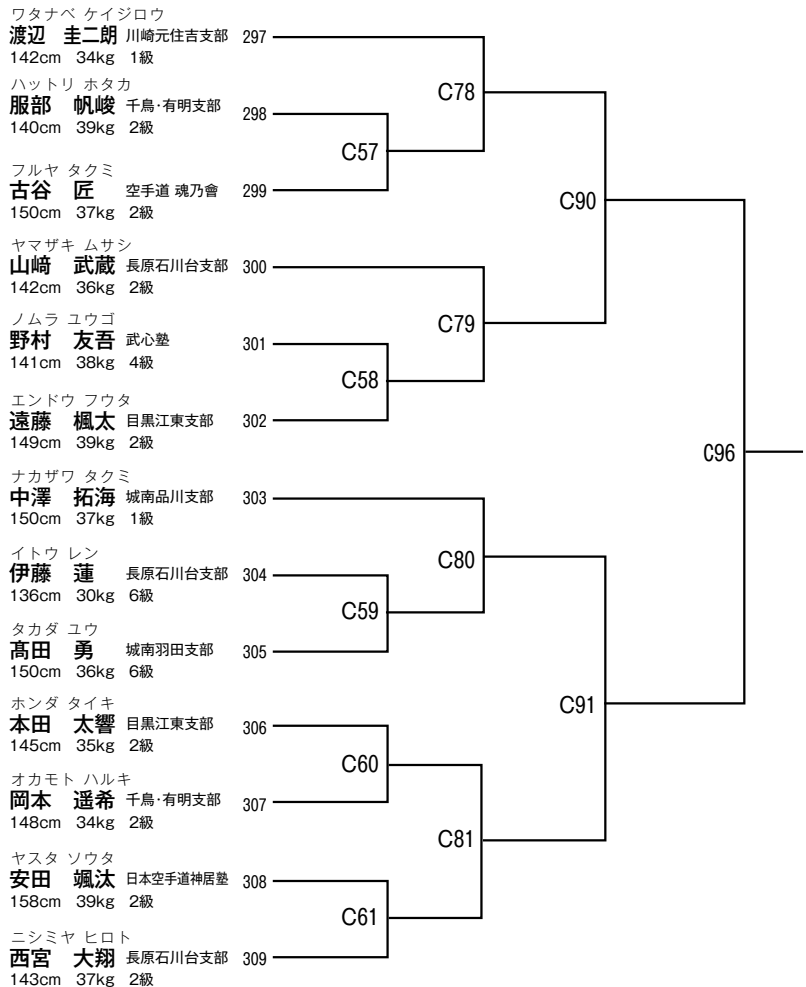 ワタナベ ケイジロウ
渡辺　圭二朗 川崎元住吉支部 297
142cm 34kg 1級
C78
ハットリ ホタカ
服部　帆峻 千鳥・有明支部 298
140cm 39kg 2級
C57
フルヤ タクミ
古谷　匠 空手道 魂乃會 299
150cm 37kg 2級
C90
ヤマザキ ムサシ
山﨑　武蔵 長原石川台支部 300
142cm 36kg 2級
C79
ノムラ ユウゴ
野村　友吾 武心塾 301
141cm 38kg 4級
C58
エンドウ フウタ
遠藤　楓太 目黒江東支部 302
149cm 39kg 2級
C96
ナカザワ タクミ
中澤　拓海 城南品川支部 303
150cm 37kg 1級
C80
イトウ レン
伊藤　蓮 長原石川台支部 304
136cm 30kg 6級
C59
タカダ ユウ
髙田　勇 城南羽田支部 305
150cm 36kg 6級
C91
ホンダ タイキ
本田　太響 目黒江東支部 306
145cm 35kg 2級
C60
オカモト ハルキ
岡本　遥希 千鳥・有明支部 307
148cm 34kg 2級
C81
ヤスタ ソウタ
安田　颯汰 日本空手道神居塾 308
158cm 39kg 2級
C61
ニシミヤ ヒロト
西宮　大翔 長原石川台支部 309
143cm 37kg 2級